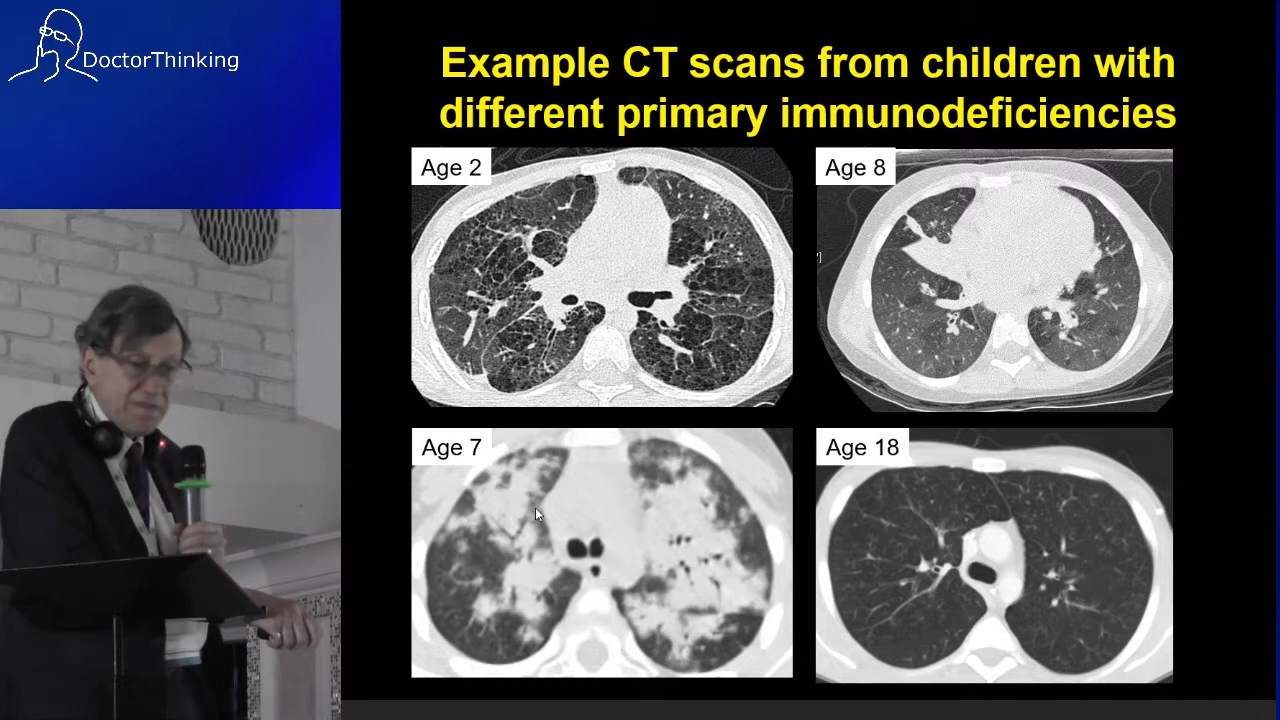 DoctorThinking
Example CT scans from children with
different primary immunodeficiencies
Age 2
Age 8
Age 7
Age 18